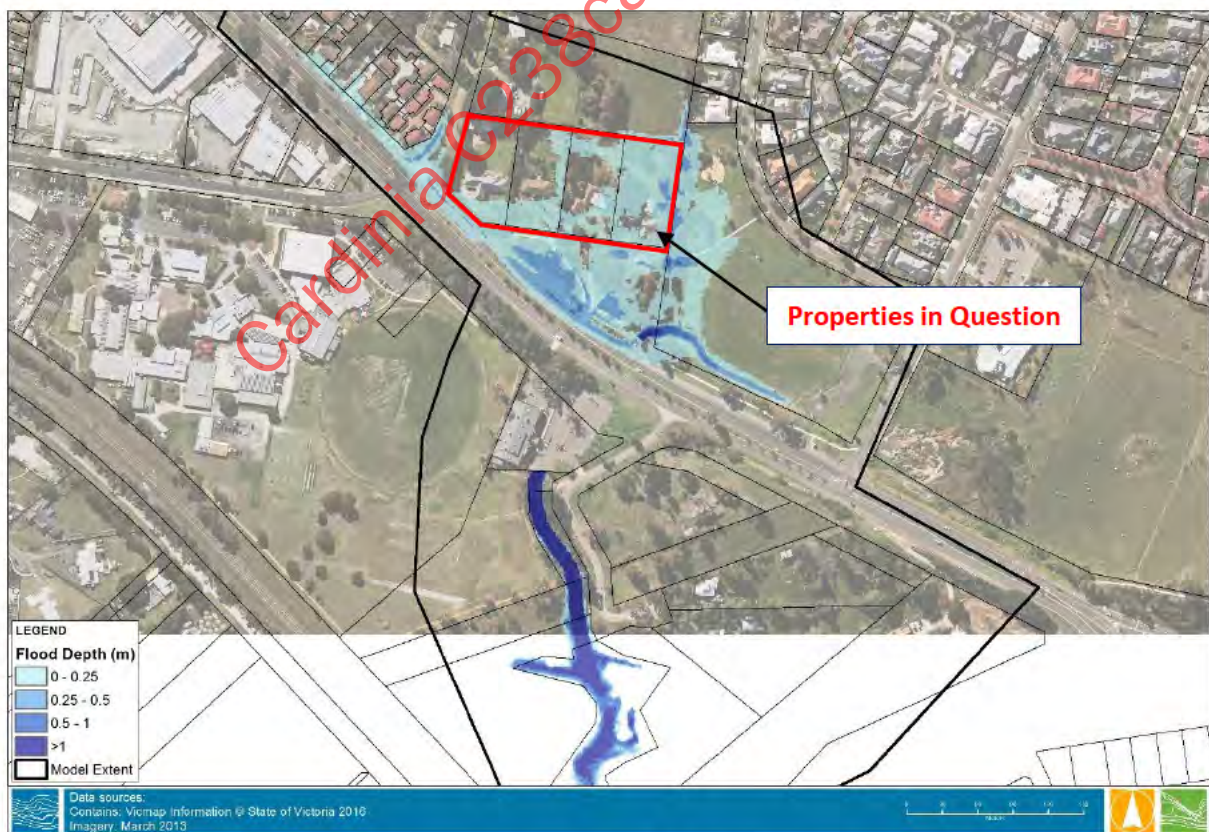 Cardinia C238ca
Properties in Question
LEGEND
Flood Depth (m)
0 - 0.25
0.25 - 0.5
0.5 - 1
>1
Model Extent
Data sources:
Contains: Vicmap Information © State of Victoria 2016
Imagery: March 2013